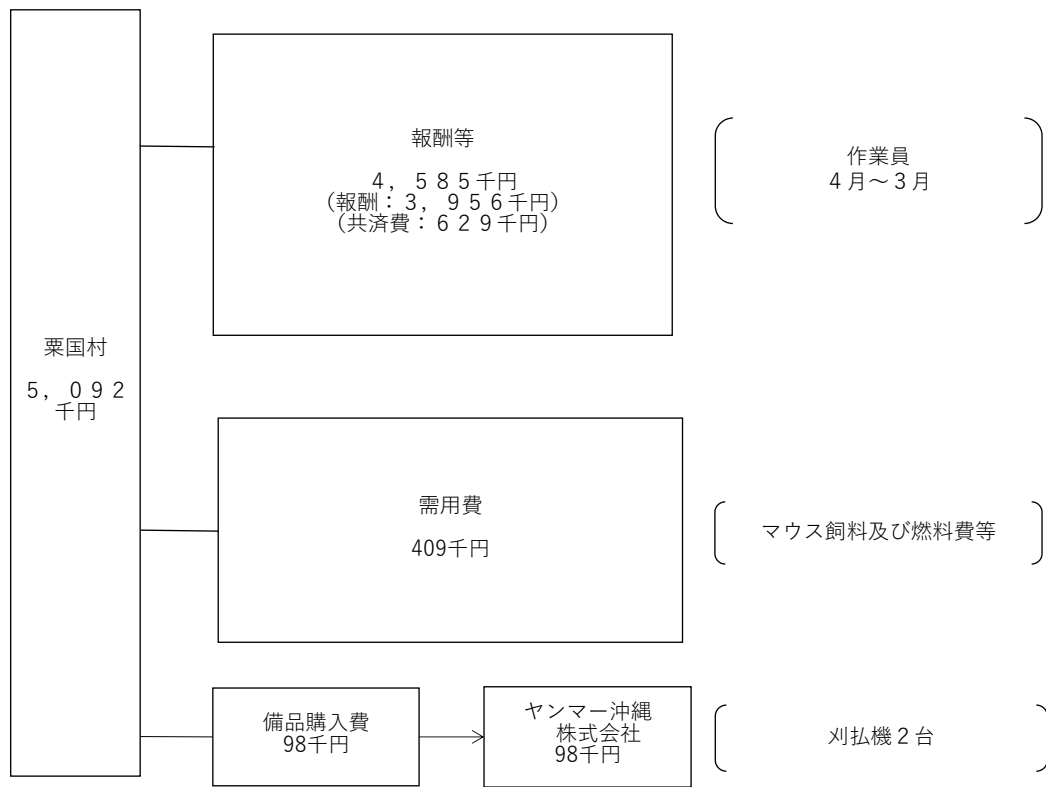 粟国村
５，０９２
千円
報酬等
４，５８５千円
（報酬：３，９５６千円）
（共済費：６２９千円）
作業員
４月～３月
需用費
409千円
マウス飼料及び燃料費等
備品購入費
98千円
ヤンマー沖縄
株式会社
98千円
刈払機２台